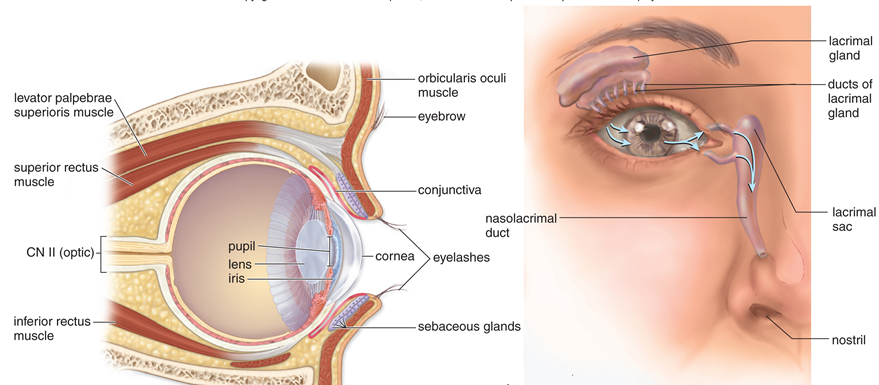 levator palpebrae
superioris muscle
superior rectus
muscle
CN II (optic)
inferior rectus
muscle
pupil
lens
iris
orbicularis oculi
muscle
eyebrow
conjunctiva
cornea
eyelashes
sebaceous glands
lacrimal
gland
ducts of
lacrimal
gland
nasolacrimal
duct
lacrimal
sac
nostril